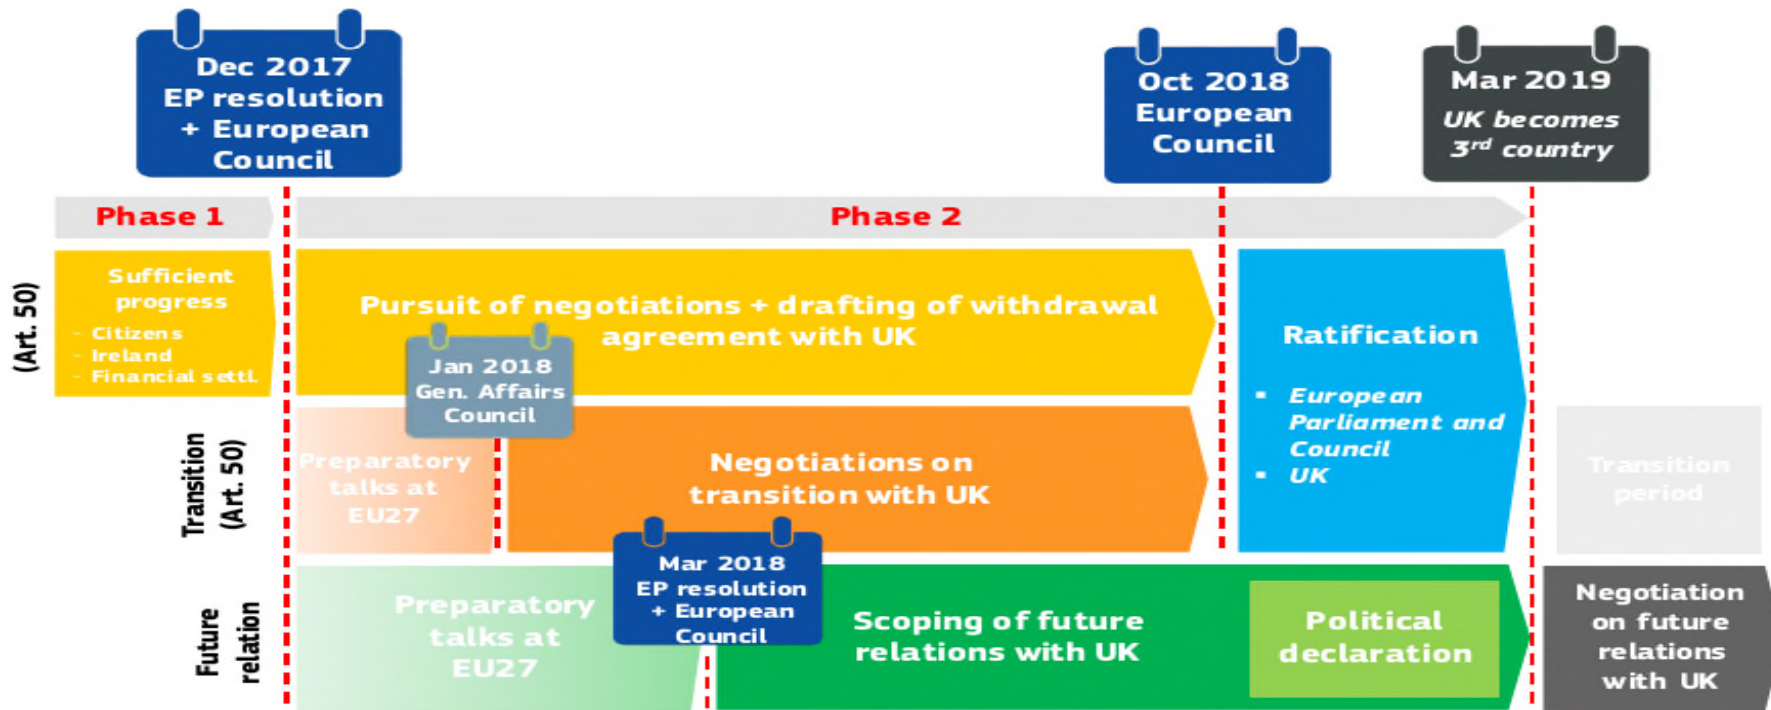 Dec 2017
EP resolution
+ European
Council
Oct 2018
European
Council
Mar 2019
UK becomes
3rd country
Phase 1
Phase 2
(Art. 50)
Sufficient
progress
- Citizens
- Ireland
- Financial settl.
Pursuit of negotiations + drafting of withdrawal
agreement with UK
Ratification
▪ European
Parliament and
Council
▪ UK
Jan 2018
Gen. Affairs
Council
Transition
(Art. 50)
Preparatory
talks at
EU27
Negotiations on
transition with UK
Transition
period
Mar 2018
EP resolution
+ European
Council
Future
relation
Preparatory
talks at
EU27
Scoping of future
relations with UK
Political
declaration
Negotiation
on future
relations
with UK